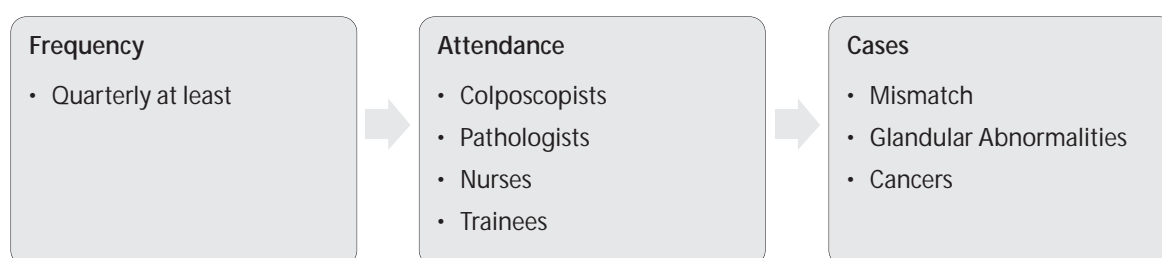 Frequency
• Quarterly at least
Attendance
• Colposcopists
• Pathologists
• Nurses
• Trainees
Cases
• Mismatch
• Glandular Abnormalities
• Cancers